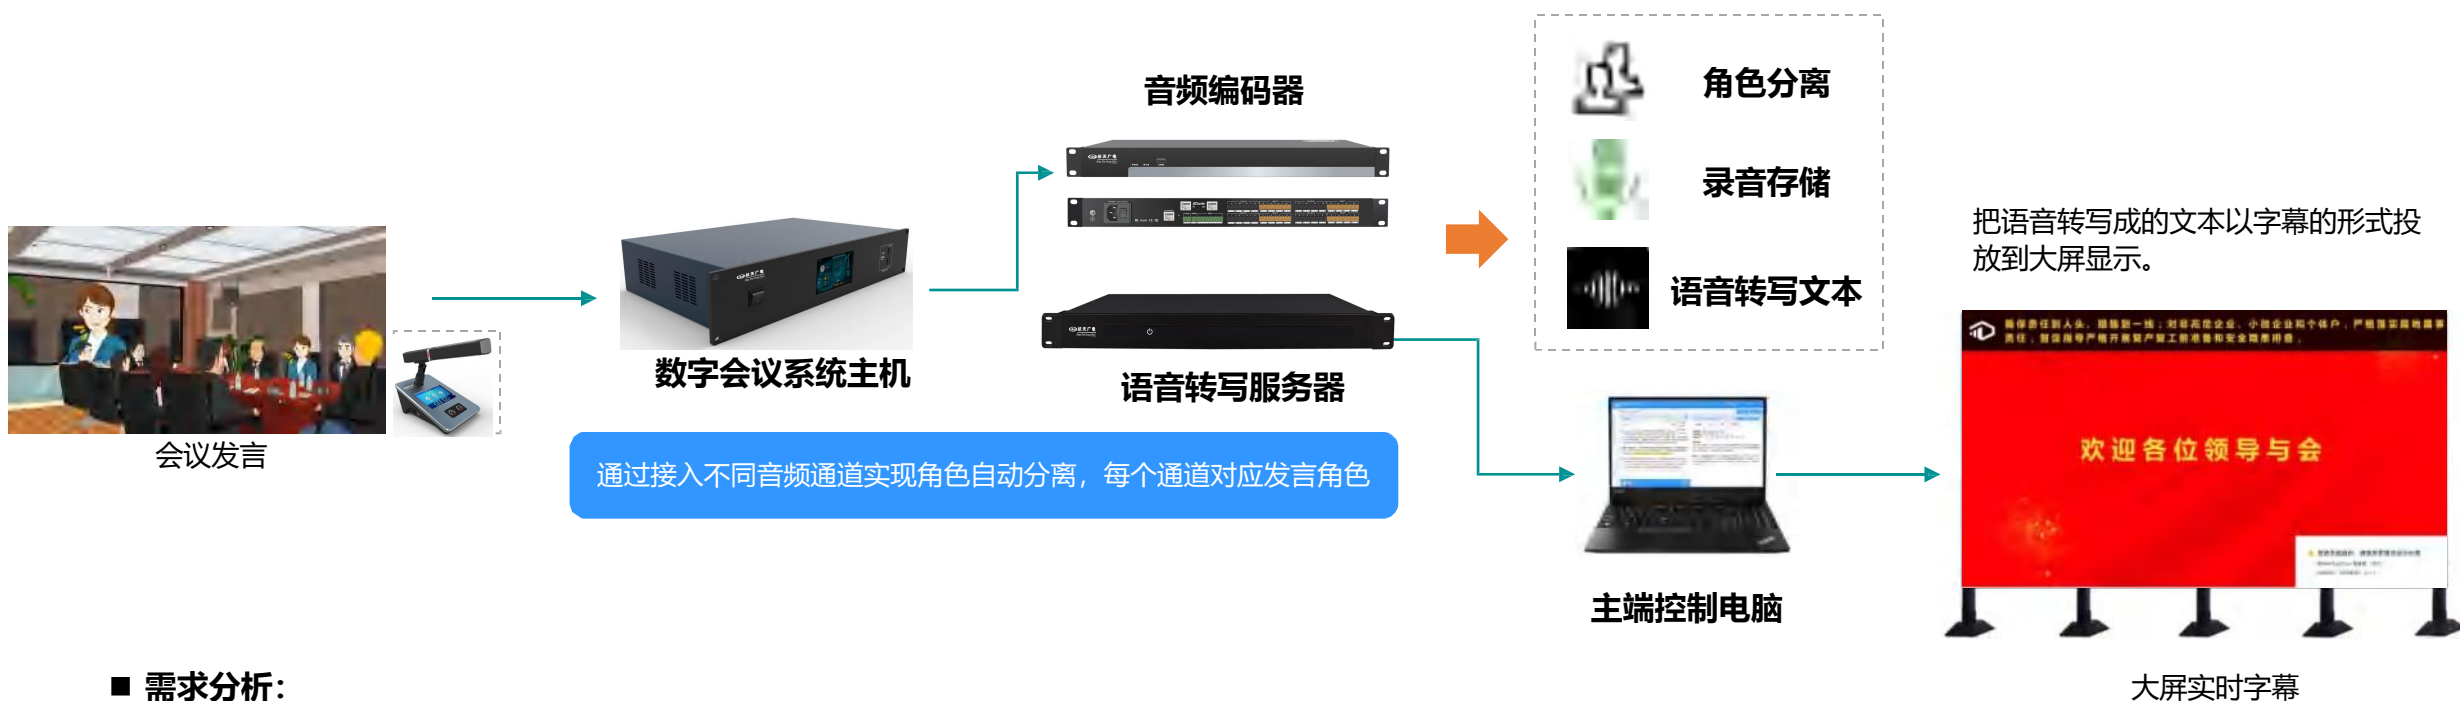 音频编码器
角色分离
录音存储
语音转写文本
把语音转写成的文本以字幕的形式投
放到大屏显示。
数字会议系统主机
语音转写服务器
会议发言
通过接入不同音频通道实现角色自动分离，每个通道对应发言角色
欢迎各位领导与会
主端控制电脑
■ 需求分析：
大屏实时字幕